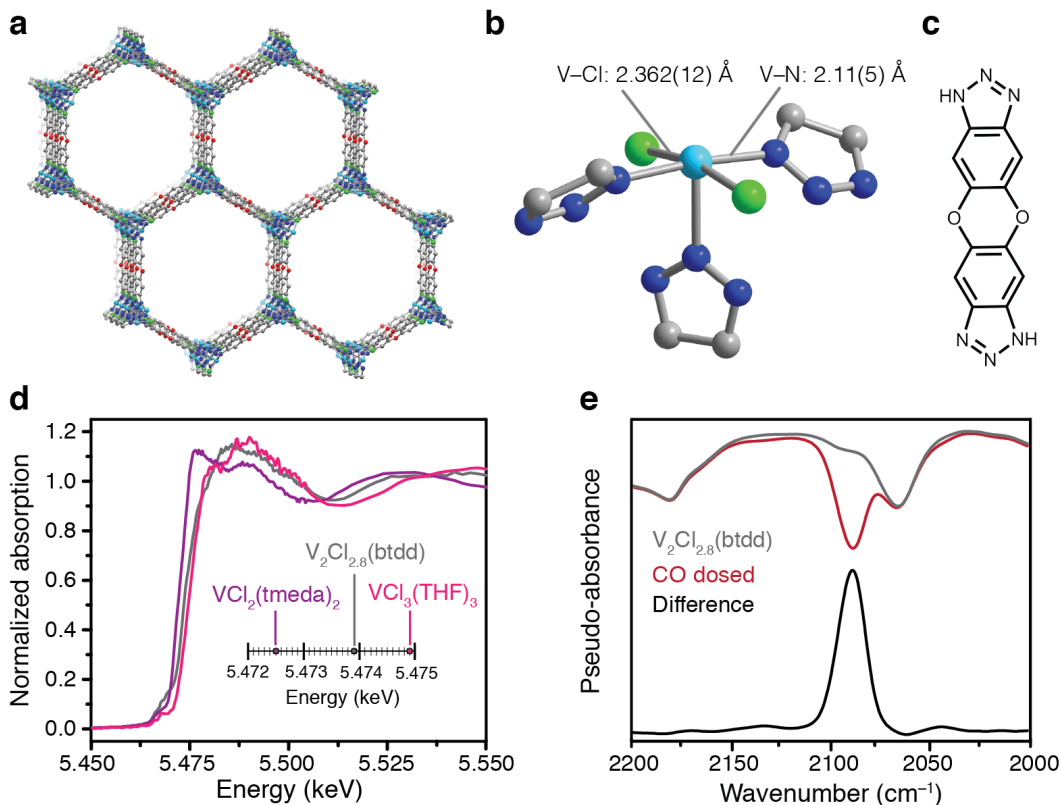 a
b
c
V–Cl: 2.362(12) Å
V–N: 2.11(5) Å
N
HN
N
O
O
N
NH
N
d
e
Normalized absorption
1.2
1.0
0.8
0.6
0.4
0.2
0.0
V₂Cl₂.₈(btdd)
VCl₂(tmeda)₂
VCl₃(THF)₃
5.472
5.473
5.474
5.475
Energy (keV)
5.450
5.475
5.500
5.525
5.550
Energy (keV)
Pseudo-absorbance
V₂Cl₂.₈(btdd)
CO dosed
Difference
2200
2150
2100
2050
2000
Wavenumber (cm⁻¹)